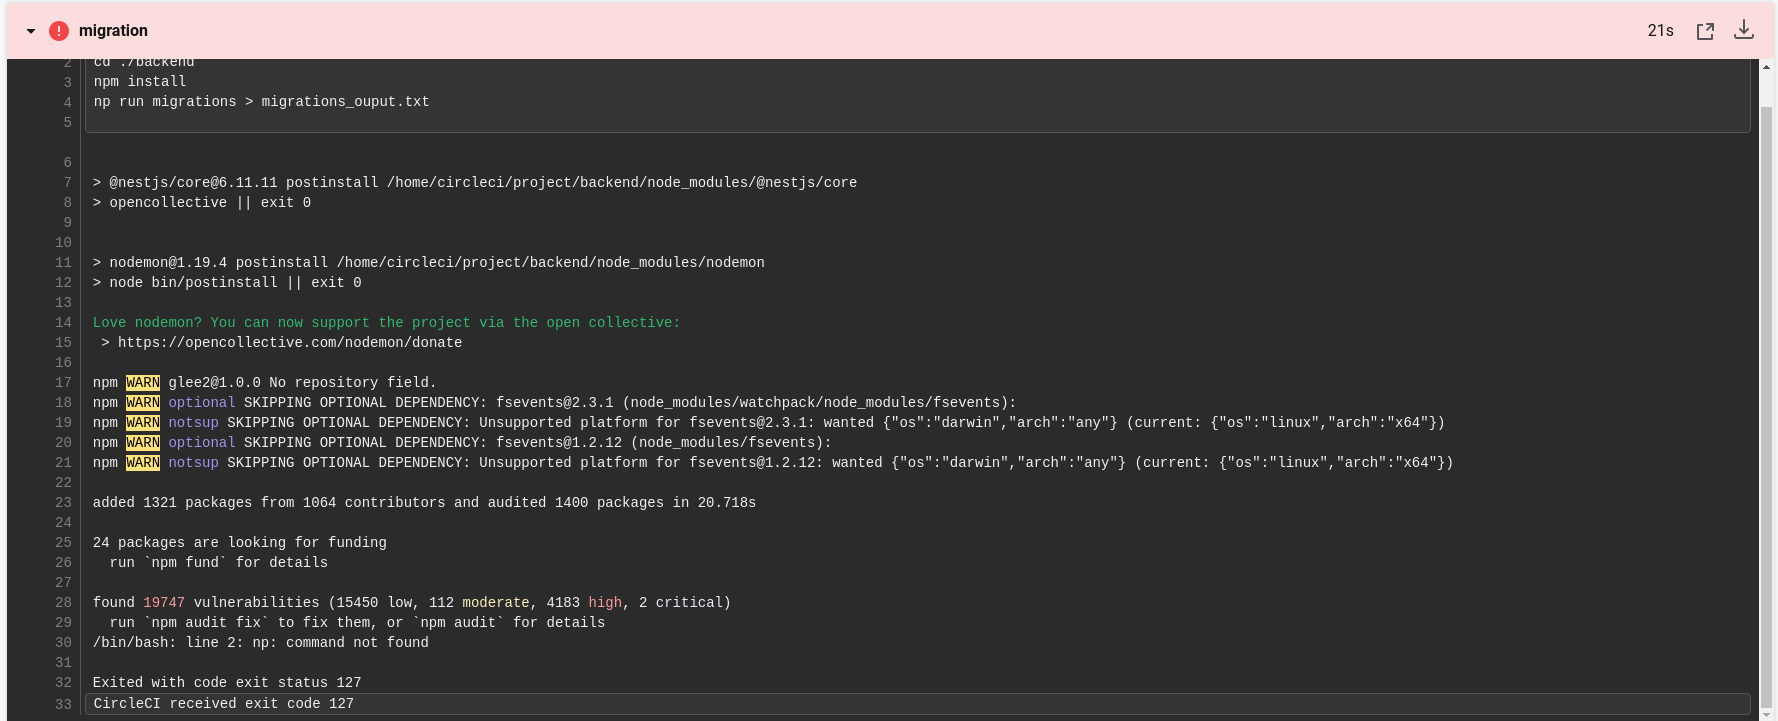 migration
21s
2 cd ./backend
3 npm install
4 np run migrations > migrations_ouput.txt
5
6
7 > @nestjs/core@6.11.11 postinstall /home/circleci/project/backend/node_modules/@nestjs/core
8 > opencollective || exit 0
9
10
11 > nodemon@1.19.4 postinstall /home/circleci/project/backend/node_modules/nodemon
12 > node bin/postinstall || exit 0
13
14 Love nodemon? You can now support the project via the open collective:
15  > https://opencollective.com/nodemon/donate
16
17 npm WARN glee2@1.0.0 No repository field.
18 npm WARN optional SKIPPING OPTIONAL DEPENDENCY: fsevents@2.3.1 (node_modules/watchpack/node_modules/fsevents):
19 npm WARN notsup SKIPPING OPTIONAL DEPENDENCY: Unsupported platform for fsevents@2.3.1: wanted {"os":"darwin","arch":"any"} (current: {"os":"linux","arch":"x64"})
20 npm WARN optional SKIPPING OPTIONAL DEPENDENCY: fsevents@1.2.12 (node_modules/fsevents):
21 npm WARN notsup SKIPPING OPTIONAL DEPENDENCY: Unsupported platform for fsevents@1.2.12: wanted {"os":"darwin","arch":"any"} (current: {"os":"linux","arch":"x64"})
22
23 added 1321 packages from 1064 contributors and audited 1400 packages in 20.718s
24
25 24 packages are looking for funding
26   run `npm fund` for details
27
28 found 19747 vulnerabilities (15450 low, 112 moderate, 4183 high, 2 critical)
29   run `npm audit fix` to fix them, or `npm audit` for details
30 /bin/bash: line 2: np: command not found
31
32 Exited with code exit status 127
33 CircleCI received exit code 127